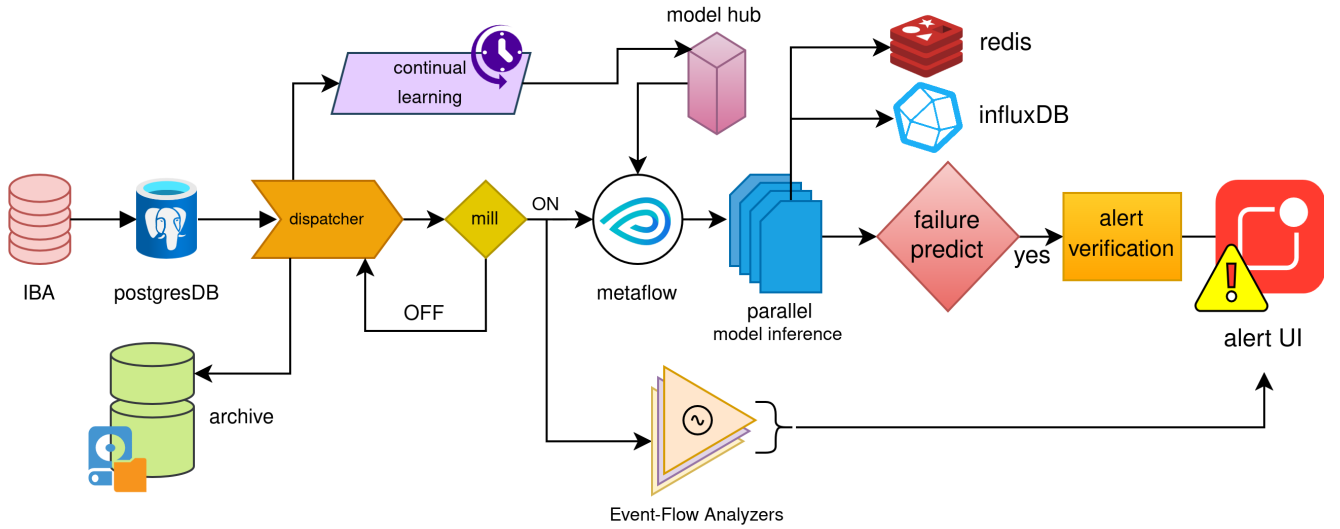 model hub
redis
continual
learning
influxDB
ON
dispatcher
mill
failure
predict
yes
alert
verification
IBA
postgresDB
OFF
metaflow
parallel
model inference
alert UI
archive
Event-Flow Analyzers